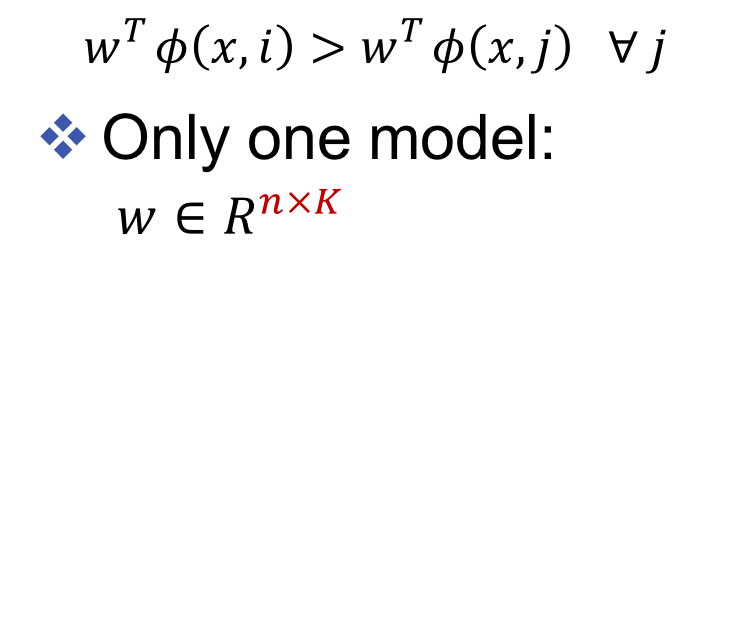 w^T ϕ(x, i) > w^T ϕ(x, j) ∀ j
❖ Only one model:
w ∈ R^{n×K}